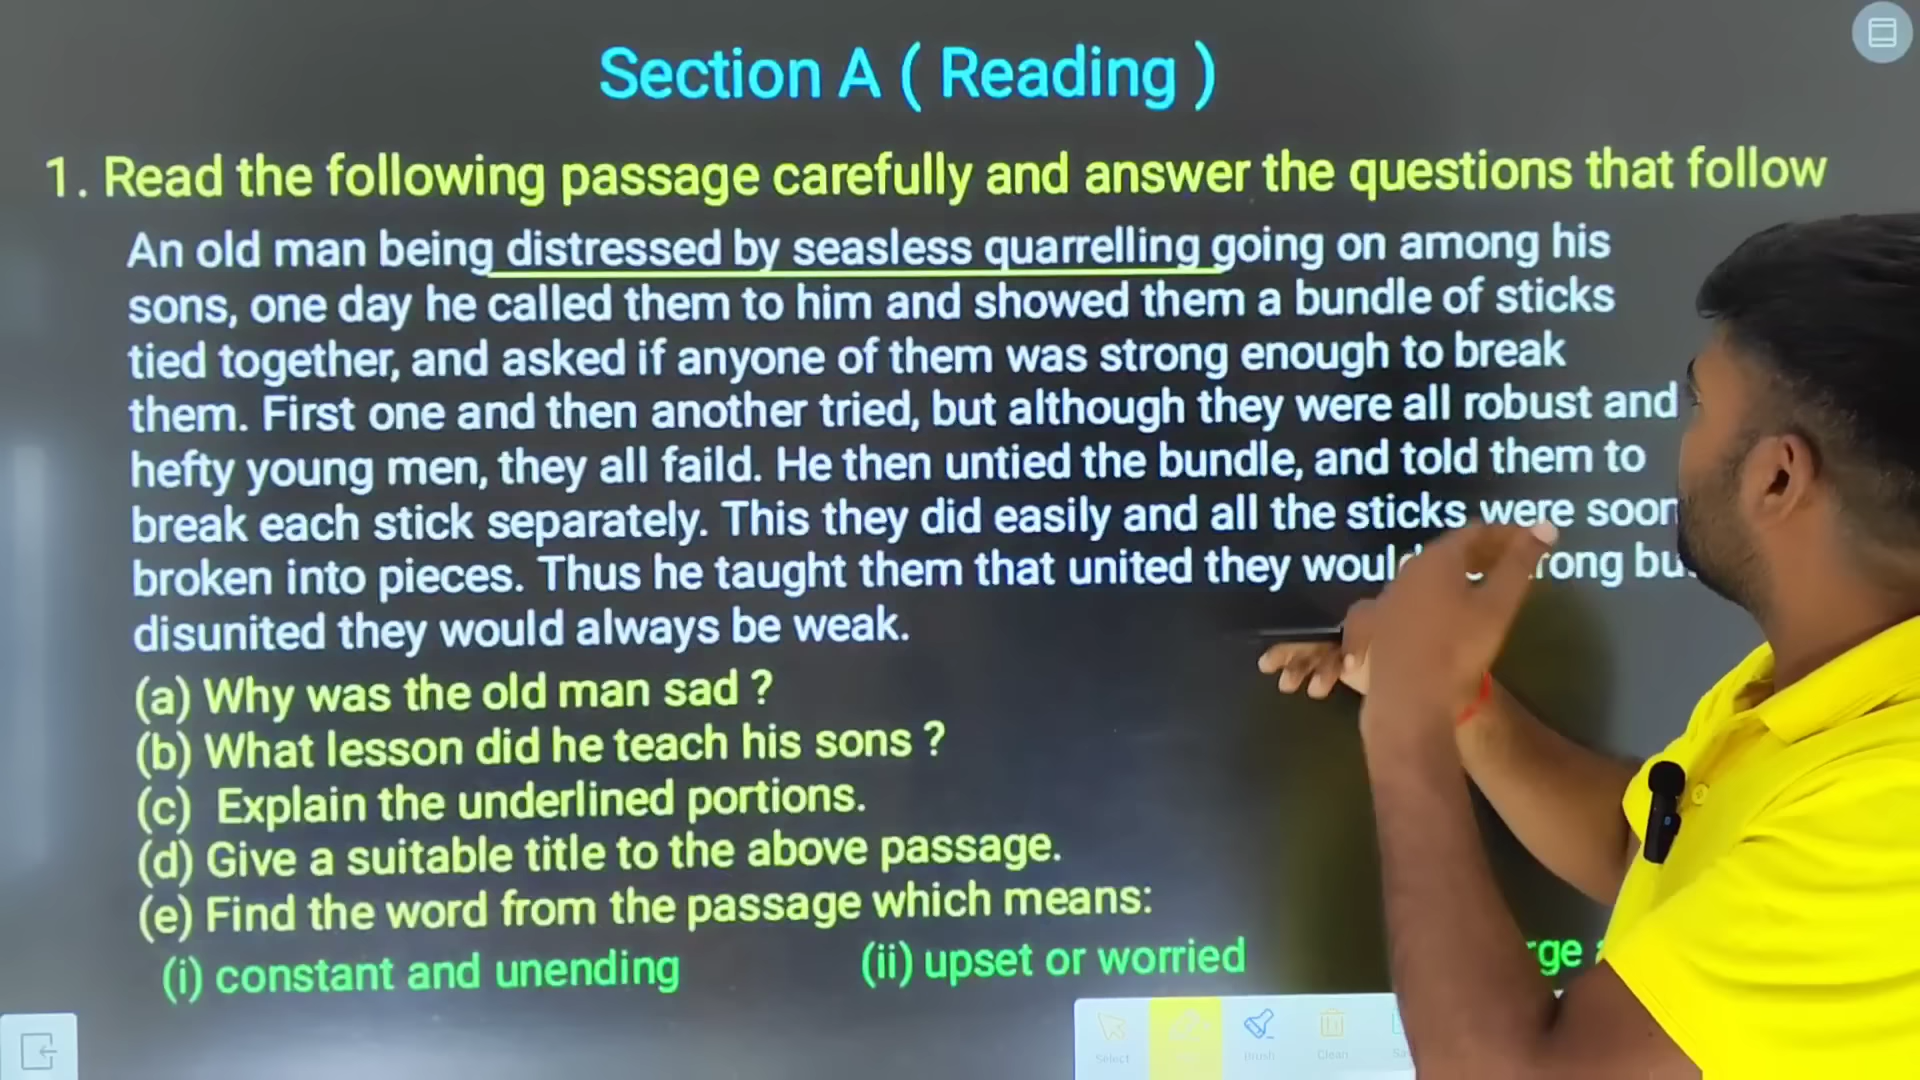 Section A ( Reading )
1. Read the following passage carefully and answer the questions that follow
An old man being distressed by seasless quarrelling going on among his
sons, one day he called them to him and showed them a bundle of sticks
tied together, and asked if anyone of them was strong enough to break
them. First one and then another tried, but although they were all robust and
hefty young men, they all faild. He then untied the bundle, and told them to
break each stick separately. This they did easily and all the sticks were soon
broken into pieces. Thus he taught them that united they would
disunited they would always be weak.
(a) Why was the old man sad ?
(b) What lesson did he teach his sons ?
(c) Explain the underlined portions.
(d) Give a suitable title to the above passage.
(e) Find the word from the passage which means:
(i) constant and unending (ii) upset or worried
Select Brush Clean